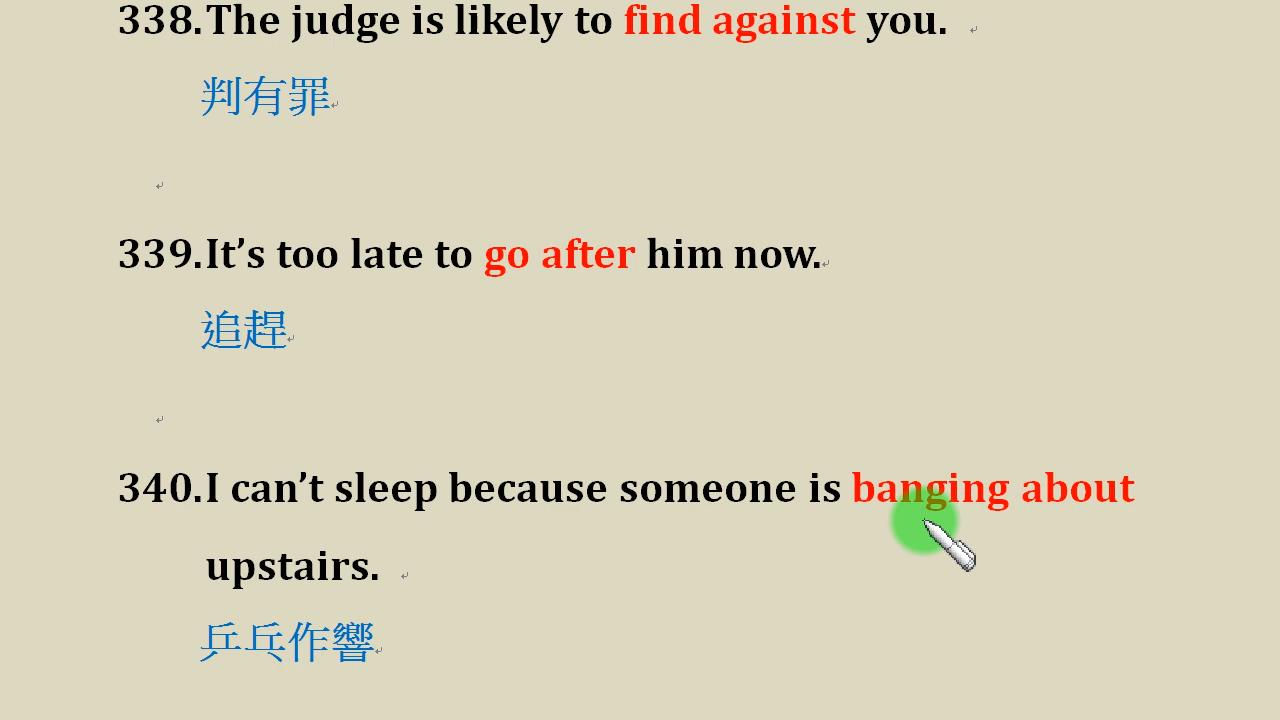 338.The judge is likely to find against you.
判有罪
339.It’s too late to go after him now.
追趕
340.I can’t sleep because someone is banging about
upstairs.
乒乓作響